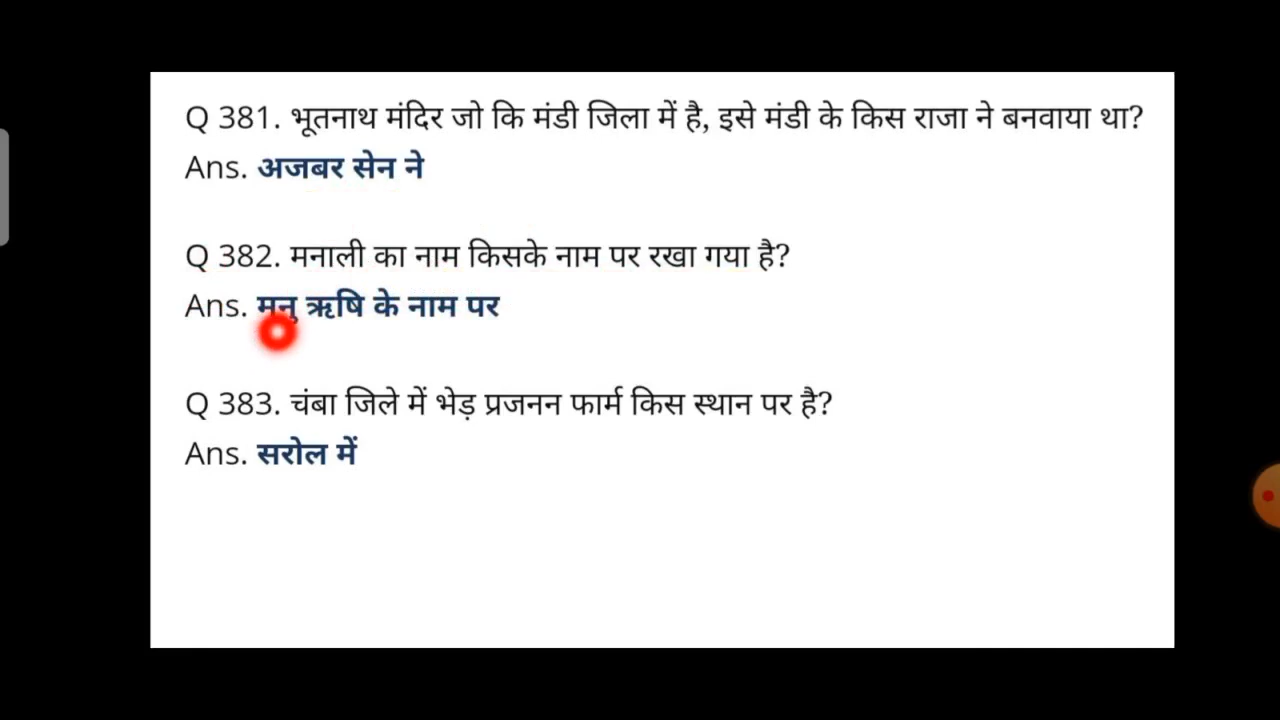 Q 381. भूतनाथ मंदिर जो कि मंडी जिला में है, इसे मंडी के किस राजा ने बनवाया था?
Ans. अजबर सेन ने
Q 382. मनाली का नाम किसके नाम पर रखा गया है?
Ans. मनु ऋषि के नाम पर
Q 383. चंबा जिले में भेड़ प्रजनन फार्म किस स्थान पर है?
Ans. सरोल में